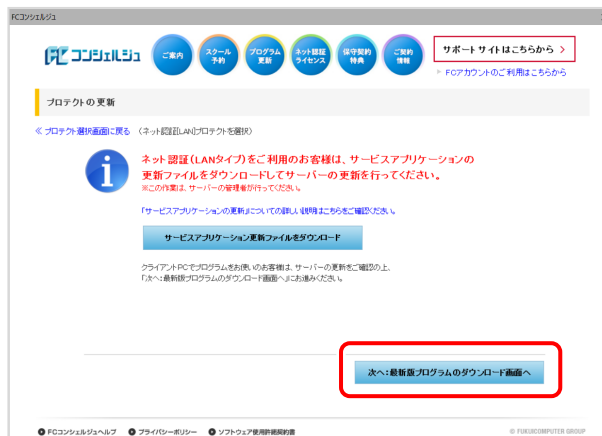 FCコンシェルジュ
FCコンシェルジュ
ご案内
スクール
予約
プログラム
更新
ネット認証
ライセンス
保守契約
特典
ご契約
情報
サポートサイトはこちらから >
FCアカウントのご利用はこちらから
プロテクトの更新
≪ プロテクト選択画面に戻る (ネット認証[LAN]プロテクトを選択)
ネット認証(LANタイプ)をご利用のお客様は、サービスアプリケーションの
更新ファイルをダウンロードしてサーバーの更新を行ってください。
※この作業は、サーバーの管理者が行ってください。
「サービスアプリケーションの更新」についての詳しい説明はこちらをご確認ください。
サービスアプリケーション更新ファイルをダウンロード
クライアントPCでプログラムをお使いのお客様は、サーバーの更新をご確認の上、
「次へ:最新版プログラムのダウンロード画面へ」にお進みください。
次へ:最新版プログラムのダウンロード画面へ
FCコンシェルジュヘルプ プライバシーポリシー ソフトウェア使用許諾契約書
© FUKUICOMPUTER GROUP